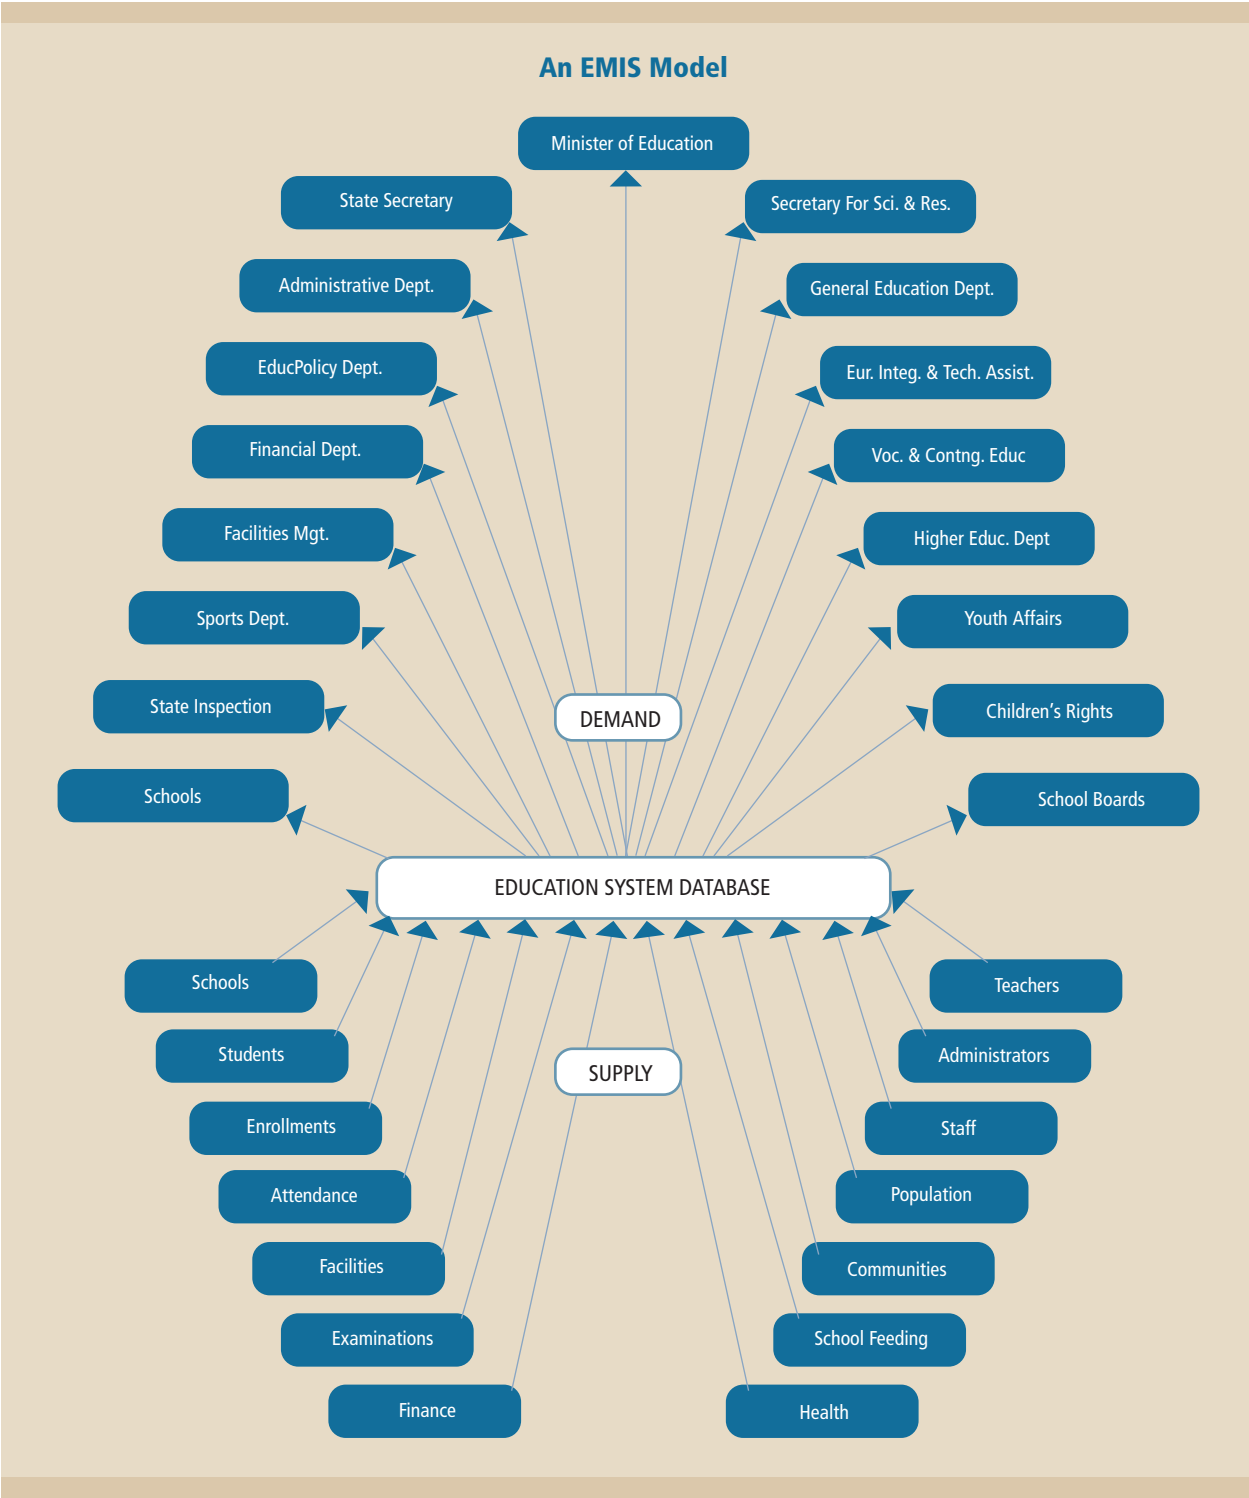 An EMIS Model
Minister of Education
State Secretary
Secretary For Sci. & Res.
Administrative Dept.
General Education Dept.
EducPolicy Dept.
Eur. Integ. & Tech. Assist.
Financial Dept.
Voc. & Contng. Educ
Facilities Mgt.
Higher Educ. Dept
Sports Dept.
Youth Affairs
State Inspection
Children's Rights
DEMAND
Schools
School Boards
EDUCATION SYSTEM DATABASE
Schools
Teachers
Students
Administrators
SUPPLY
Enrollments
Staff
Attendance
Population
Facilities
Communities
Examinations
School Feeding
Finance
Health